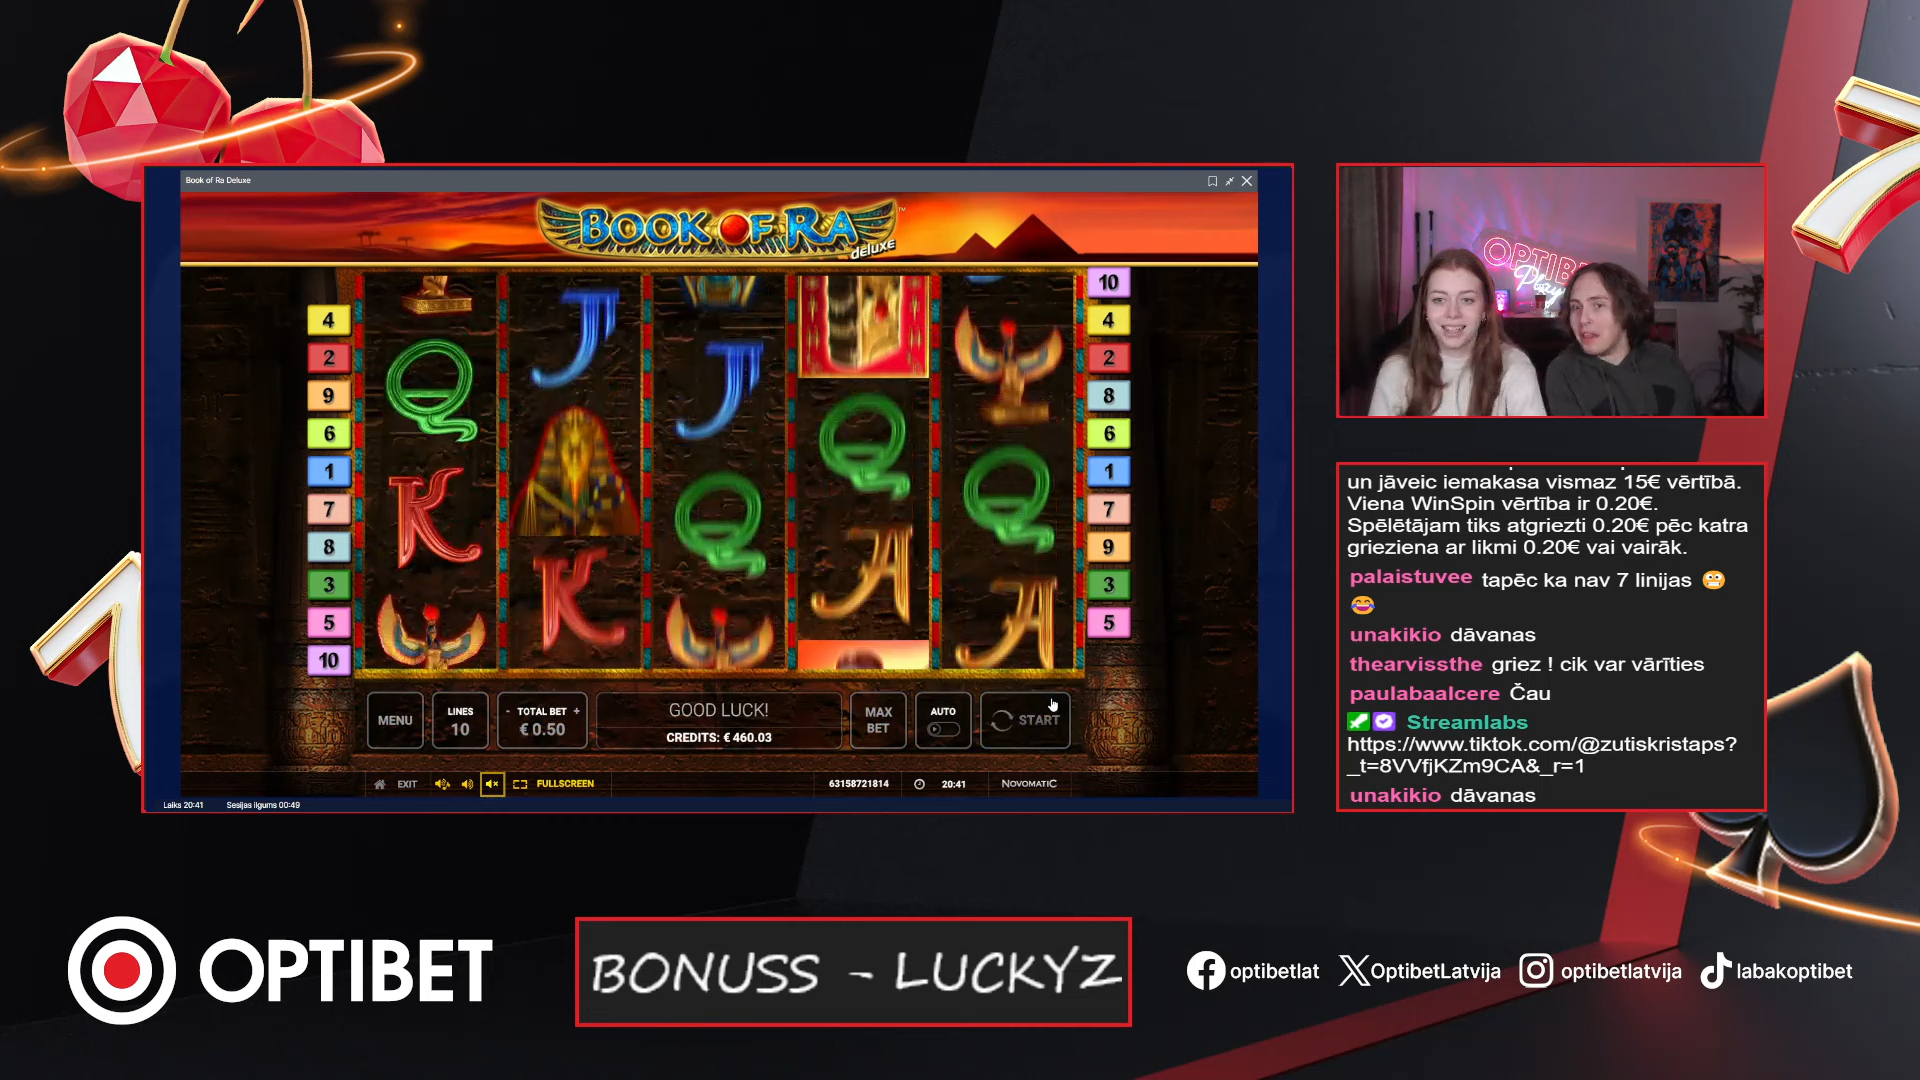 Book of Ra Deluxe
BOOK OF RA™
deluxe
10
4
4
2
2
9
8
6
6
1
1
7
7
8
9
3
3
5
5
10
J
Q
J
Q
K
Q
Q
K
A
A
MENU
LINES
10
- TOTAL BET +
€ 0.50
GOOD LUCK!
CREDITS: € 460.03
MAX
BET
AUTO
START
EXIT
FULLSCREEN
63158721814
20:41
NOVOMATIC
Laiks 20:41
Sesijas ilgums 00:49
OPTIBET
Play
un jāveic iemakasa vismaz 15€ vērtībā.
Viena WinSpin vērtība ir 0.20€.
Spēlētājam tiks atgriezti 0.20€ pēc katra
grieziena ar likmi 0.20€ vai vairāk.
palaistuvee tapēc ka nav 7 linijas
unakikio dāvanas
thearvissthe griez ! cik var vārīties
paulabaalcere Čau
Streamlabs
https://www.tiktok.com/@zutiskristaps?
_t=8VVfjKZm9CA&_r=1
unakikio dāvanas
OPTIBET
BONUSS - LUCKYZ
optibetlat
OptibetLatvija
optibetlatvija
labakoptibet